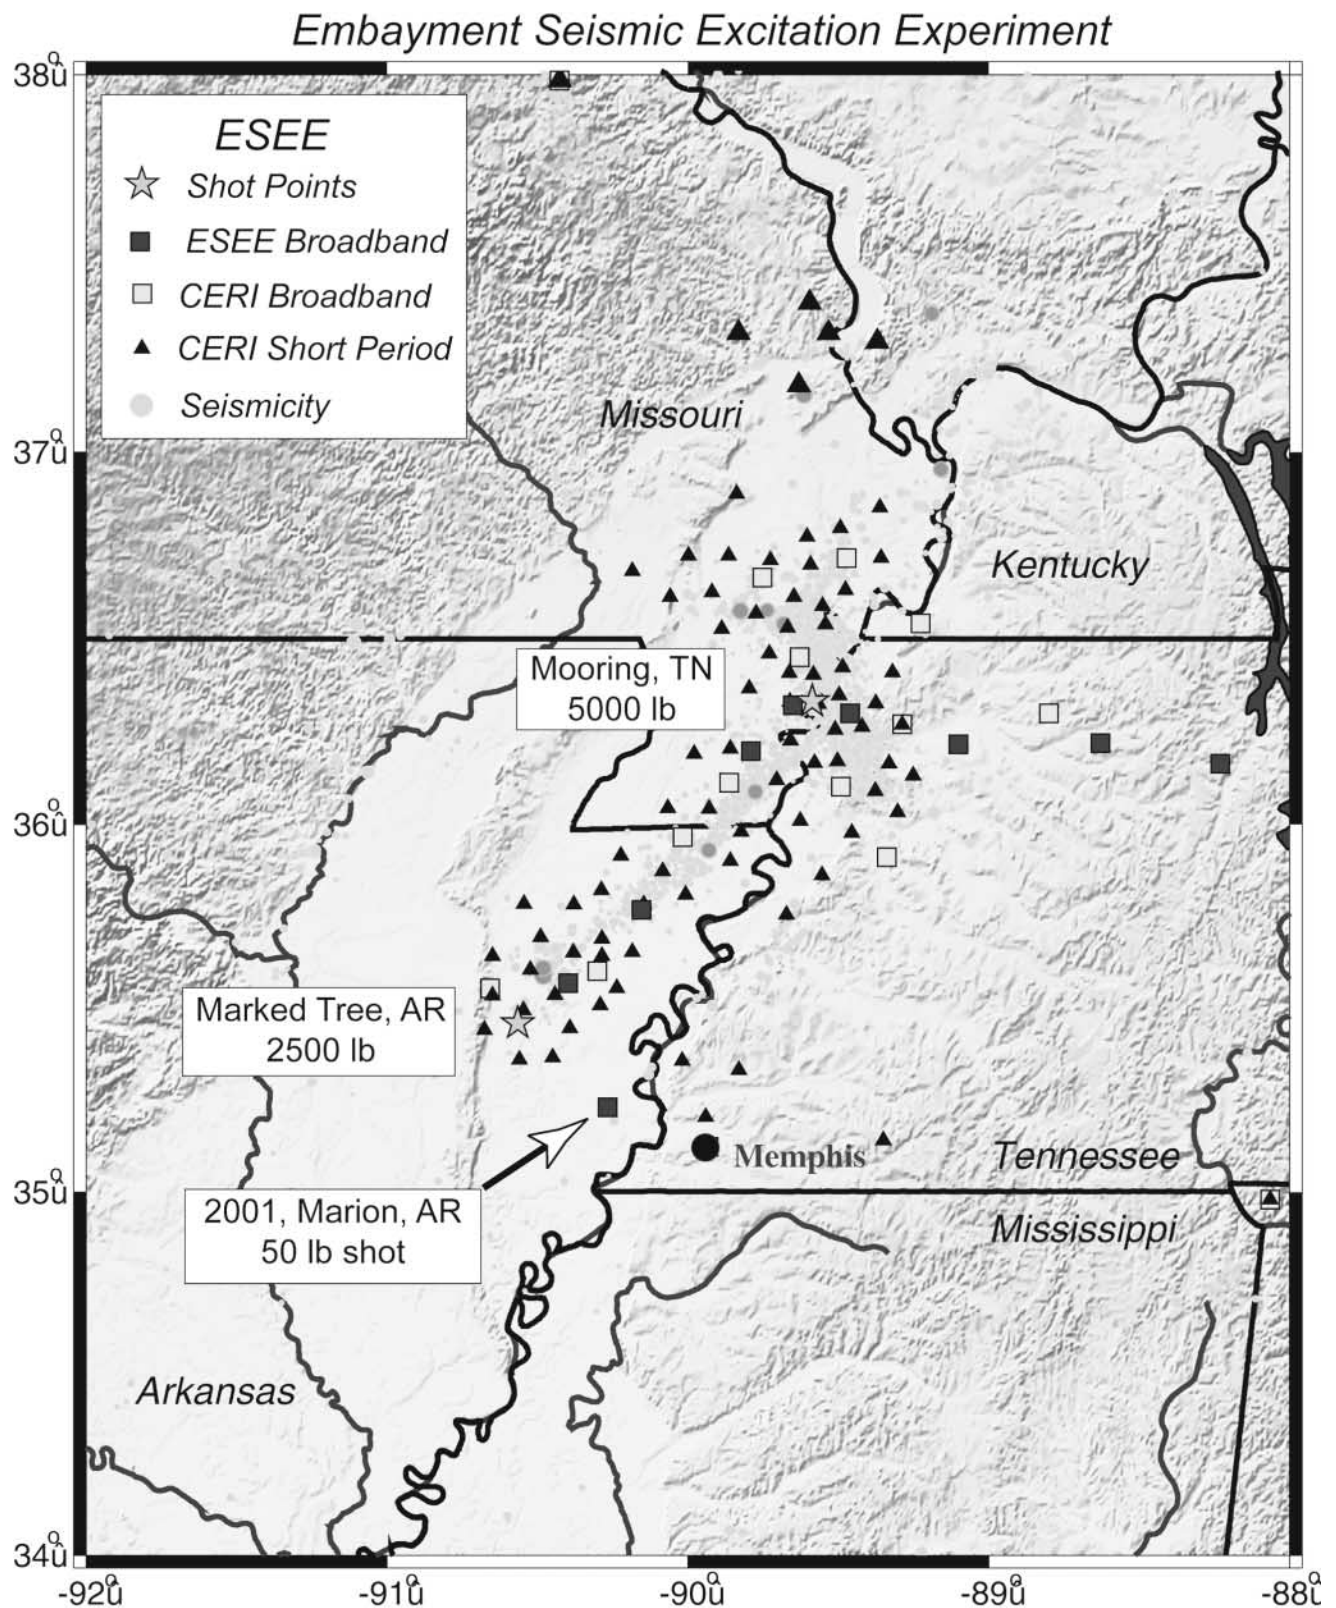 Embayment Seismic Excitation Experiment
38°u
ESEE
Shot Points
ESEE Broadband
CERI Broadband
CERI Short Period
Seismicity
Missouri
37°u
Kentucky
Mooring, TN
5000 lb
36°u
Marked Tree, AR
2500 lb
Memphis
Tennessee
35°u
2001, Marion, AR
50 lb shot
Mississippi
Arkansas
34°u
-92°u
-91°u
-90°u
-89°u
-88u